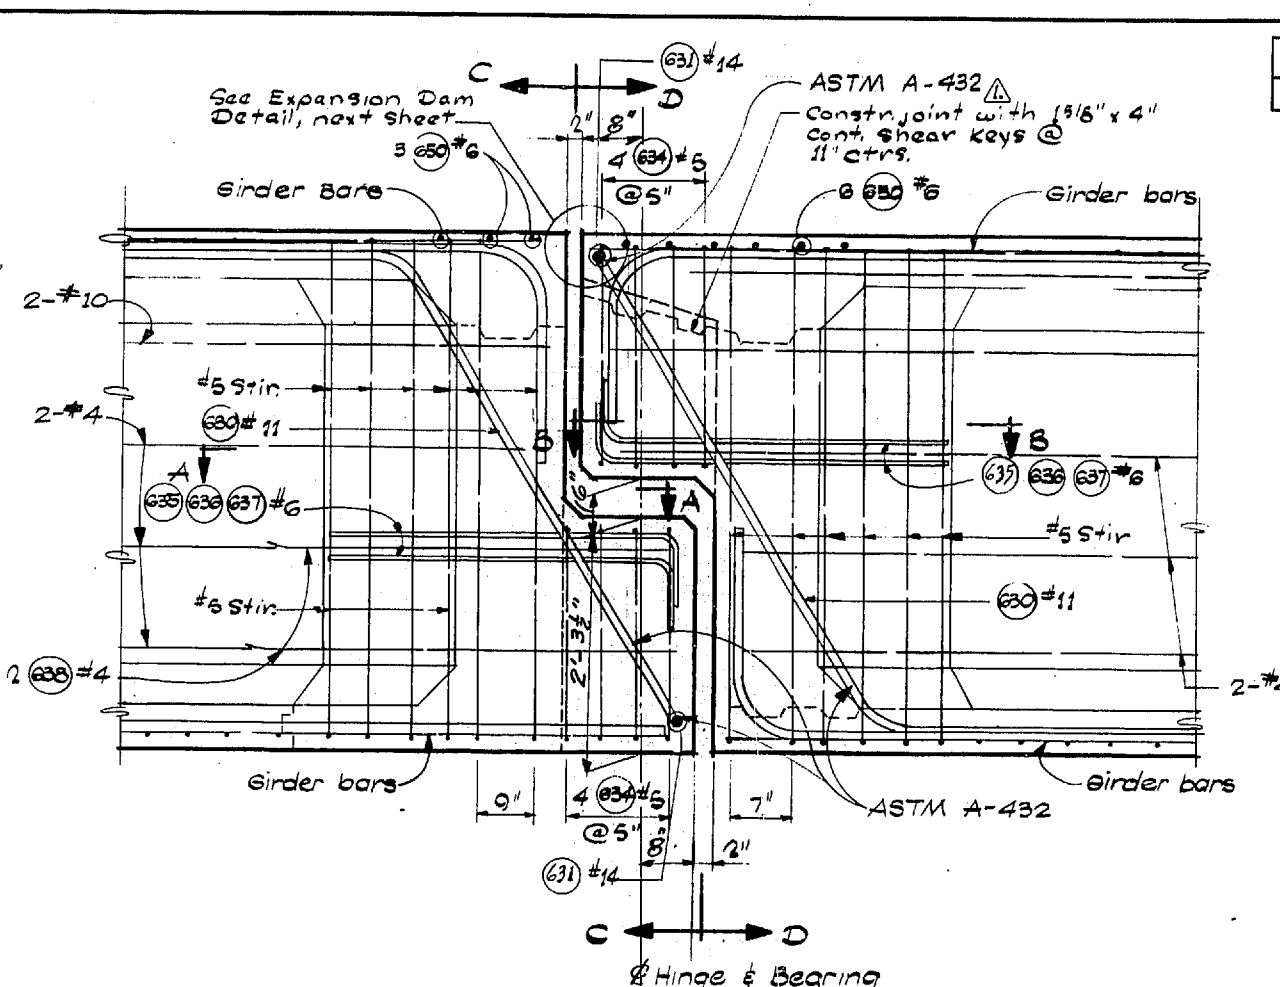 C
D
631 #14
See Expansion Dam
Detail, next sheet
2"
8"
ASTM A-432 1.
Constr. joint with 1 5/8" x 4"
Cont. Shear Keys @
11" ctrs.
3 650 #6
4 634 #5
@ 5"
6 650 #6
Girder Bars
Girder bars
2-#10
#5 Stir.
2-#4
630 #11
B
B
A
635 636 637 #6
635 636 637 #6
6"
A
#5 Stir.
#5 Stir.
2'-3 1/2"
630 #11
2 638 #4
Girder bars
9"
4 634 #5
@ 5"
7"
Girder bars
ASTM A-432
8"
2"
631 #14
C
D
℄ Hinge & Bearing